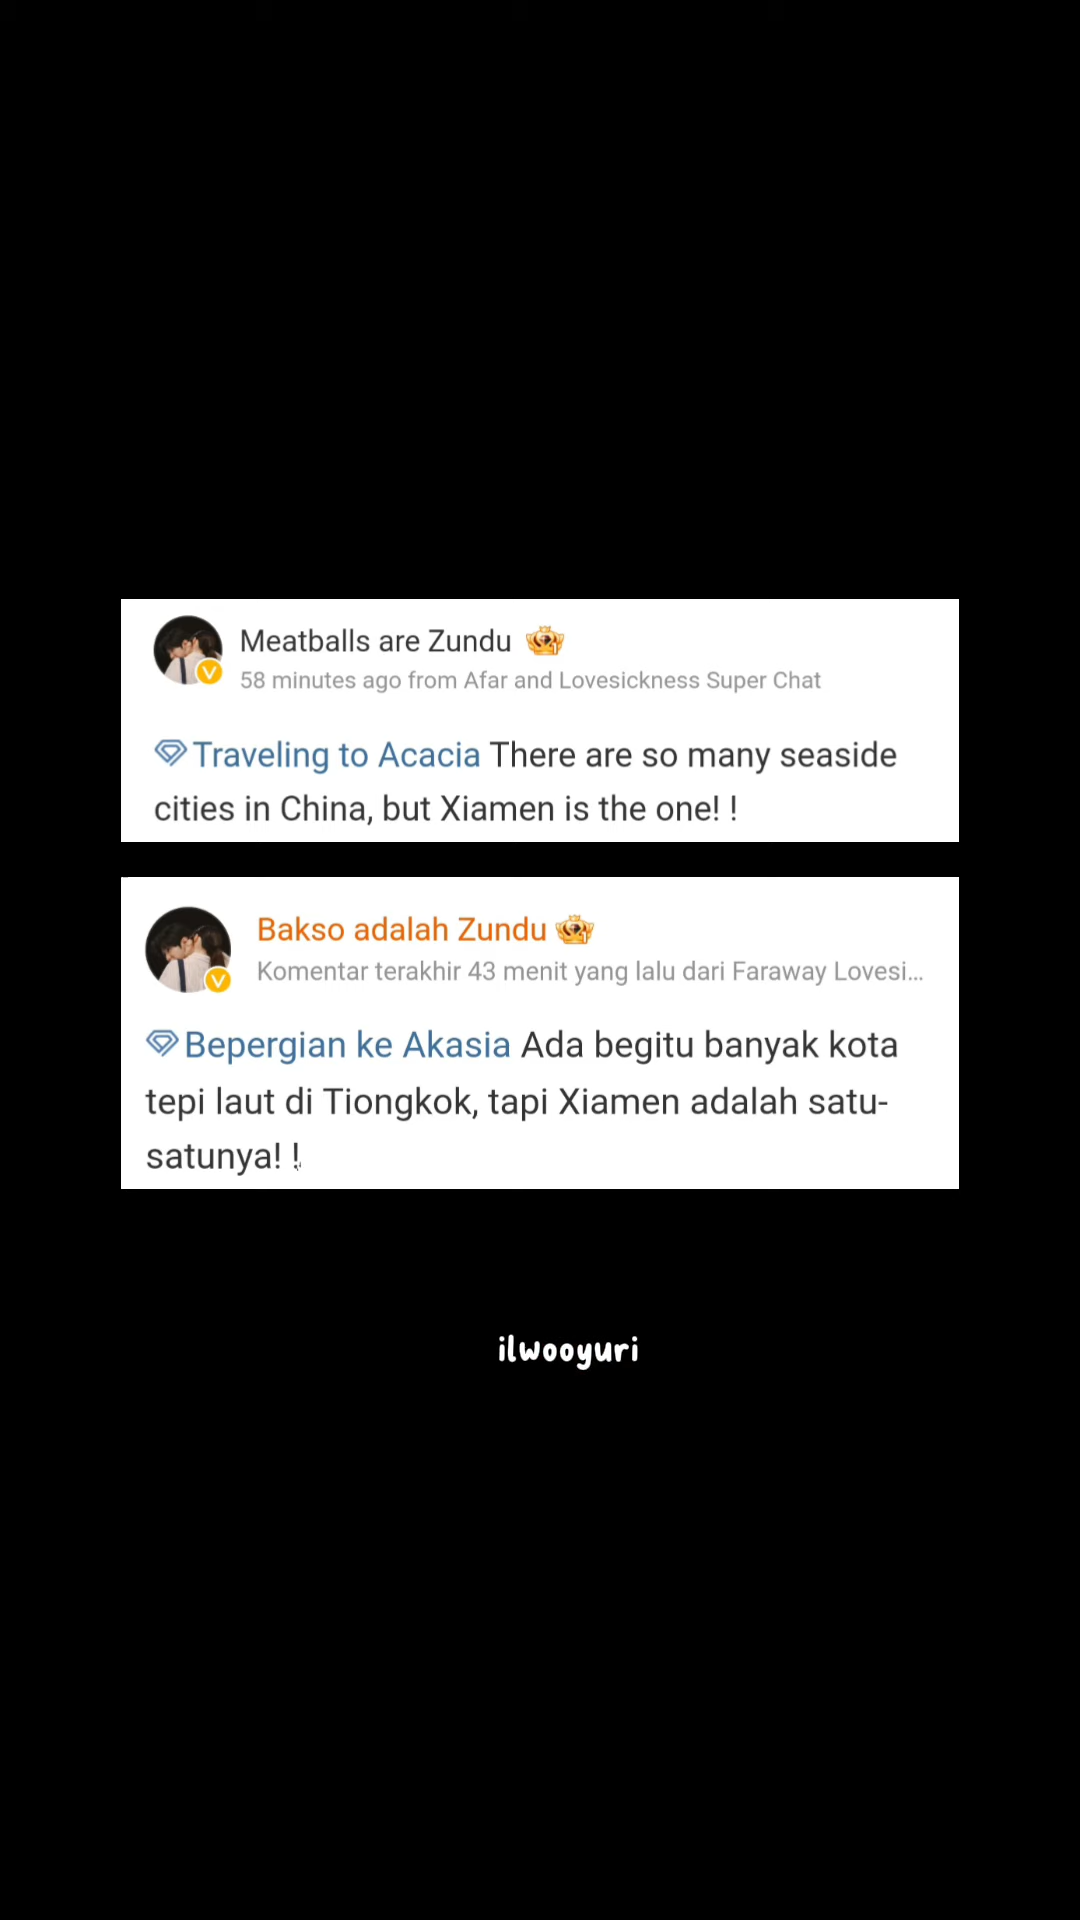 Meatballs are Zundu
58 minutes ago from Afar and Lovesickness Super Chat
Traveling to Acacia There are so many seaside
cities in China, but Xiamen is the one! !
Bakso adalah Zundu
Komentar terakhir 43 menit yang lalu dari Faraway Lovesi...
Bepergian ke Akasia Ada begitu banyak kota
tepi laut di Tiongkok, tapi Xiamen adalah satu-
satunya! !
ilwooyuri